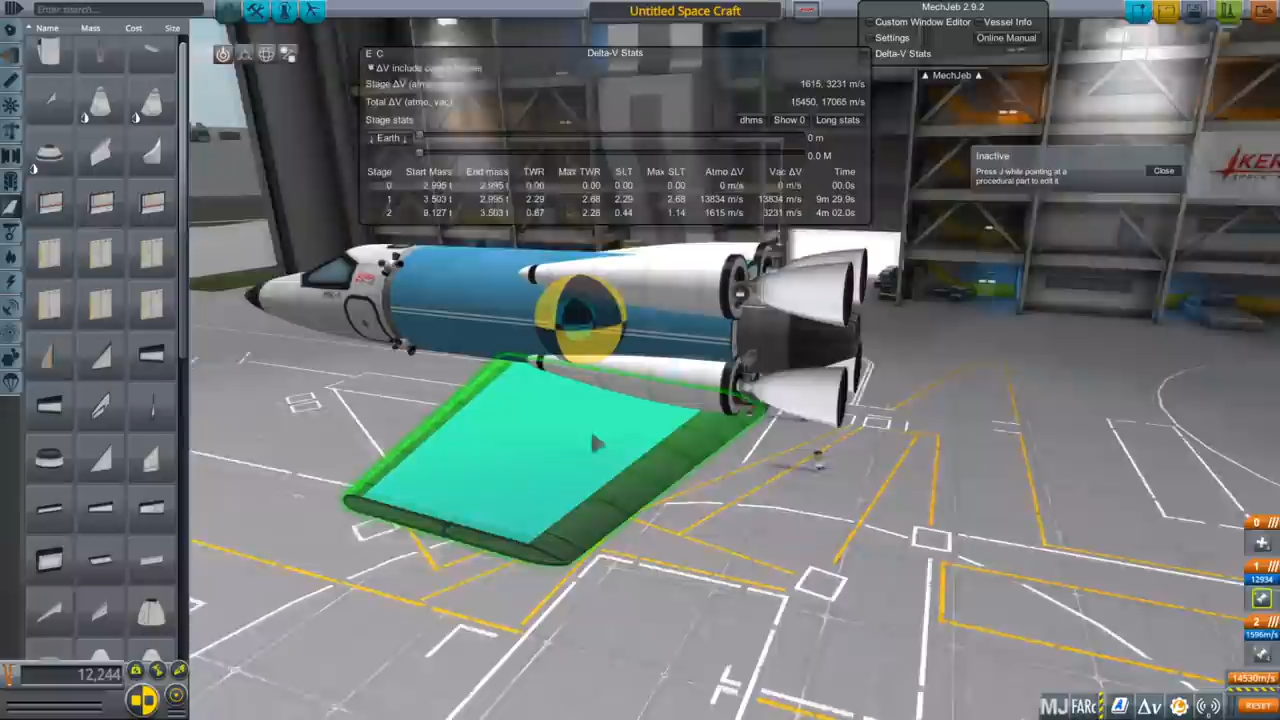 Untitled Space Craft
MechJeb 2.9.2
Custom Window Editor
Vessel Info
Settings
Online Manual
Delta-V Stats
▲ MechJeb ▲
Name Mass Cost Size
E C
Delta-V Stats
Stage ΔV (atmo, vac) 1615, 3231 m/s
Total ΔV (atmo, vac) 15450, 17065 m/s
Stage stats dhms Show 0 Long stats
↓ Earth ↓ 0 m
0.0 M
Stage Start Mass End mass TWR Max TWR SLT Max SLT Atmo ΔV Vac ΔV Time
0 2.995 t 2.995 t 0.00 0.00 0.00 0.00 0 m/s 0 m/s 00.0s
1 3.503 t 2.995 t 2.29 2.68 2.29 2.68 13834 m/s 13834 m/s 9m 29.9s
2 9.127 t 3.503 t 0.87 2.28 0.44 1.14 1615 m/s 3231 m/s 4m 02.0s
Inactive
Press J while pointing at a
procedural part to edit it
Close
0
1
12934
2
1596m/s
14530m/s
12,244
MJ FARc Δv
RESET